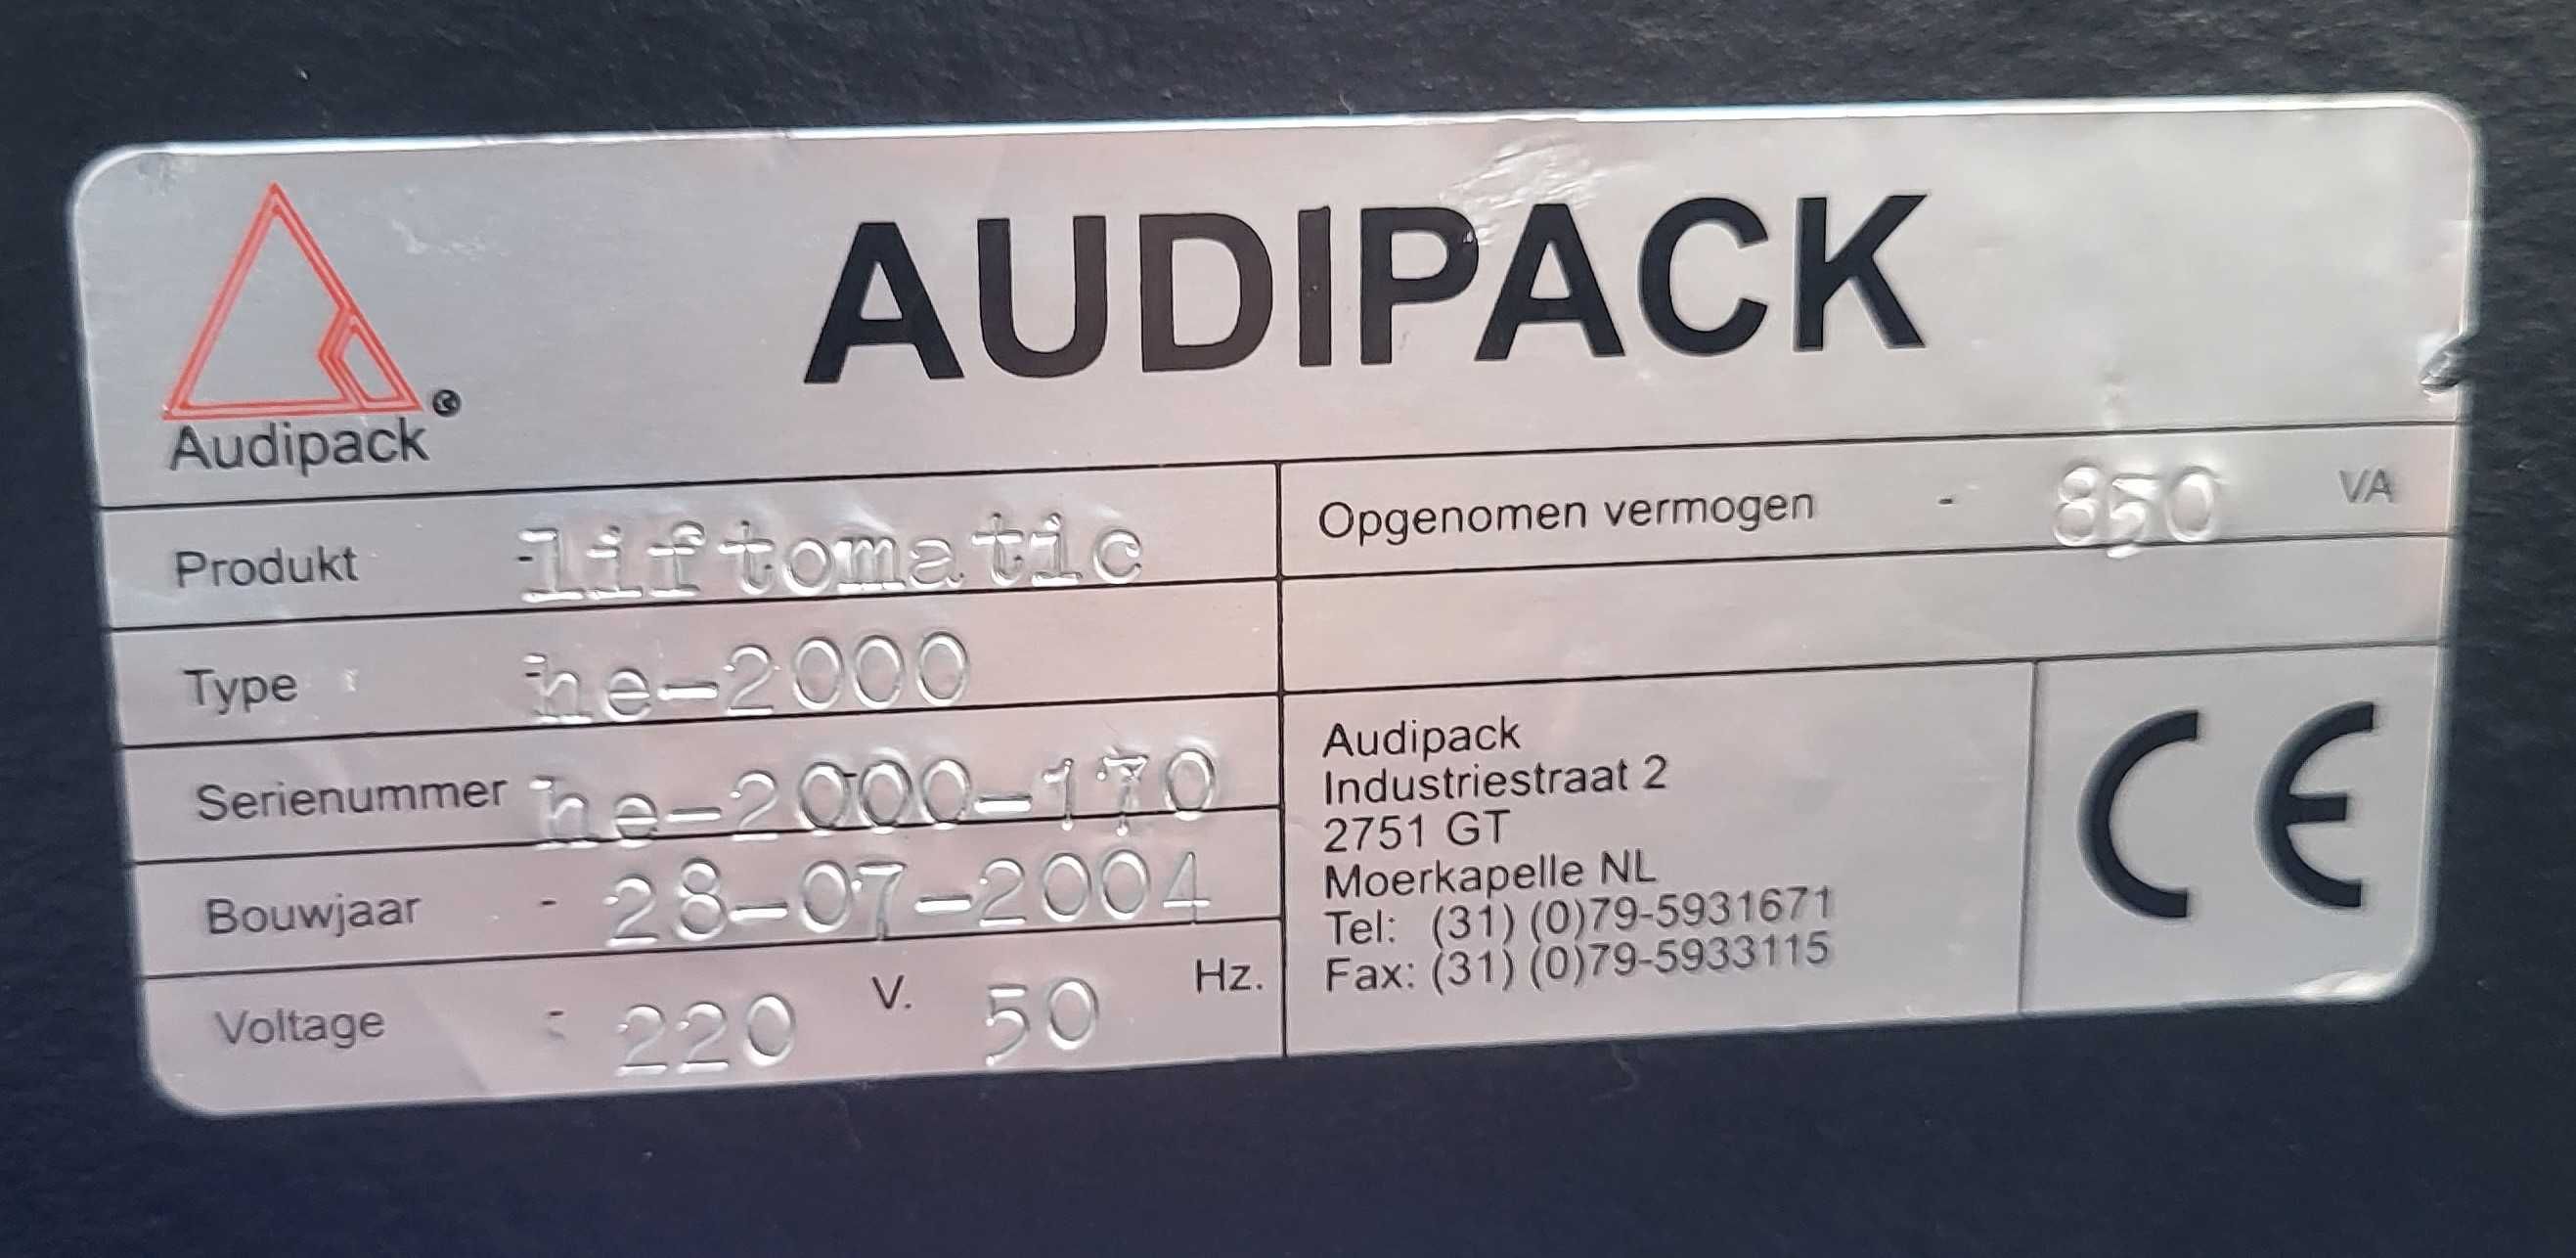 AUDIPACK
Audipack®
Produkt - liftomatic
Type - he-2000
Serienummer he-2000-170
Bouwjaar - 28-07-2004
Voltage - 220 V. 50 Hz.
Opgenomen vermogen - 850 VA
Audipack
Industriestraat 2
2751 GT
Moerkapelle NL
Tel: (31) (0)79-5931671
Fax: (31) (0)79-5933115
CE